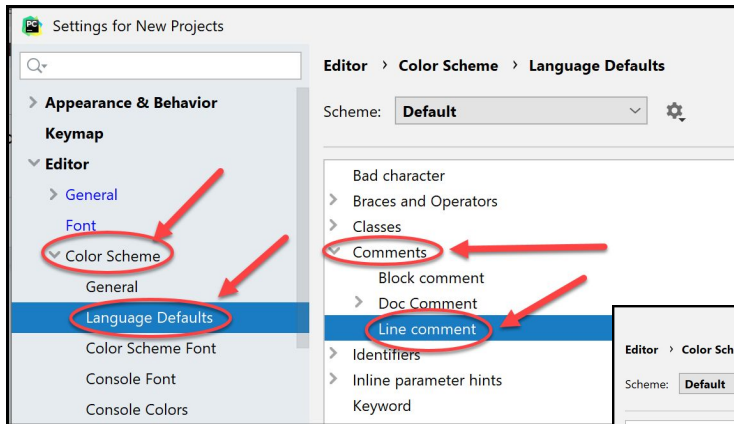 PC
Settings for New Projects
Appearance & Behavior
Keymap
Editor
General
Font
Color Scheme
General
Language Defaults
Color Scheme Font
Console Font
Console Colors
Editor › Color Scheme › Language Defaults
Scheme: Default
Bad character
Braces and Operators
Classes
Comments
Block comment
Doc Comment
Line comment
Identifiers
Inline parameter hints
Keyword
Editor › Color Sch
Scheme: Default